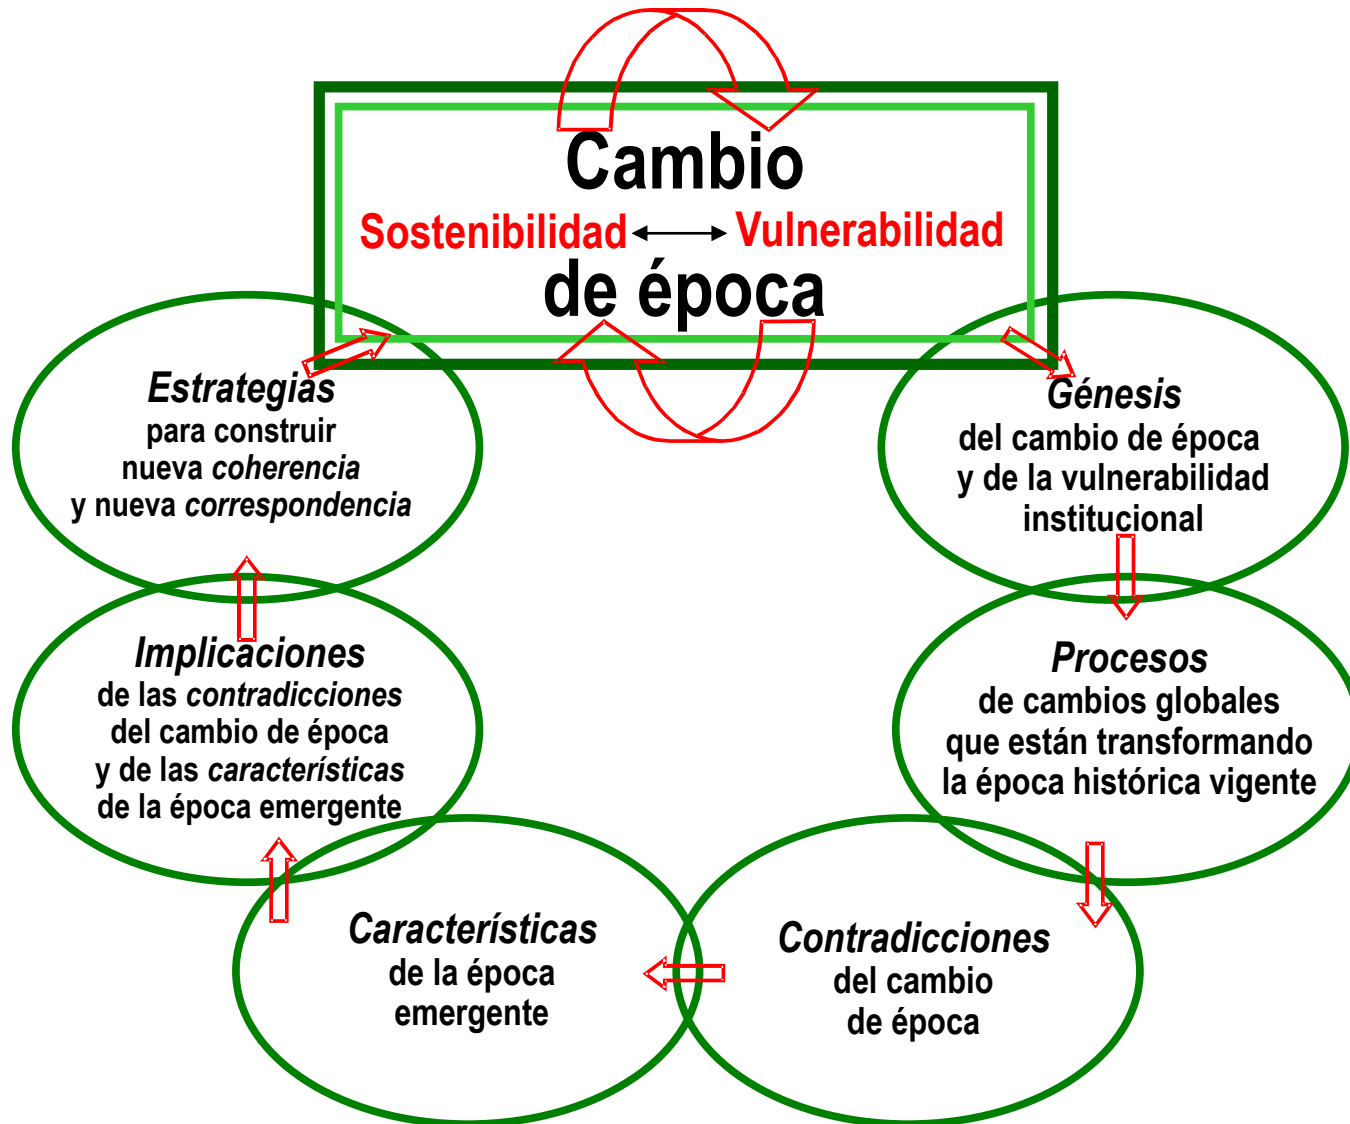 Cambio
Sostenibilidad Vulnerabilidad
de época
Génesis
del cambio de época
y de la vulnerabilidad
institucional
Procesos
de cambios globales
que están transformando
la época histórica vigente
Contradicciones
del cambio
de época
Característísticas
de la época
emergente
Implicaciones
de las contradicciones
del cambio de época
y de las característísticas
de la época emergente
Estrategias
para construir
nueva coherencia
y nueva correspondencia